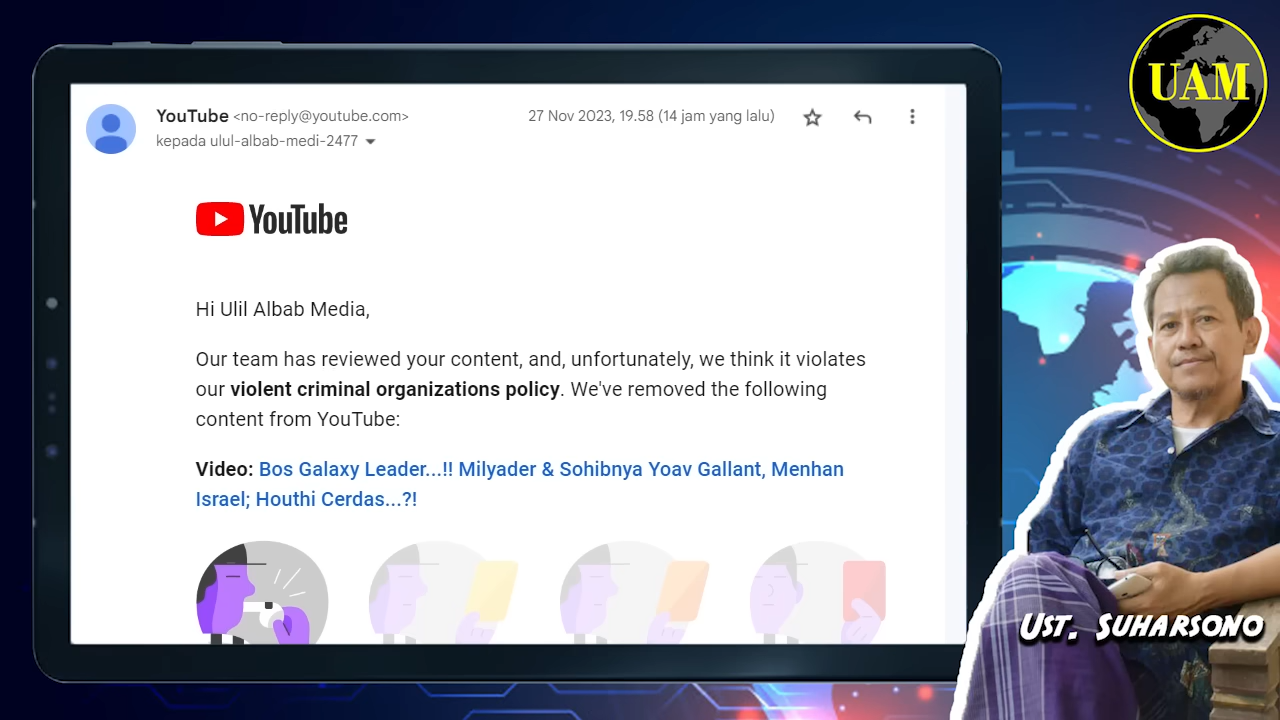 YouTube <no-reply@youtube.com> 27 Nov 2023, 19.58 (14 jam yang lalu)
kepada ulul-albab-medi-2477
UAM
YouTube
Hi Ulil Albab Media,
Our team has reviewed your content, and, unfortunately, we think it violates
our violent criminal organizations policy. We've removed the following
content from YouTube:
Video: Bos Galaxy Leader...!! Milyader & Sohibnya Yoav Gallant, Menhan
Israel; Houthi Cerdas...?!
Ust. Suharsono